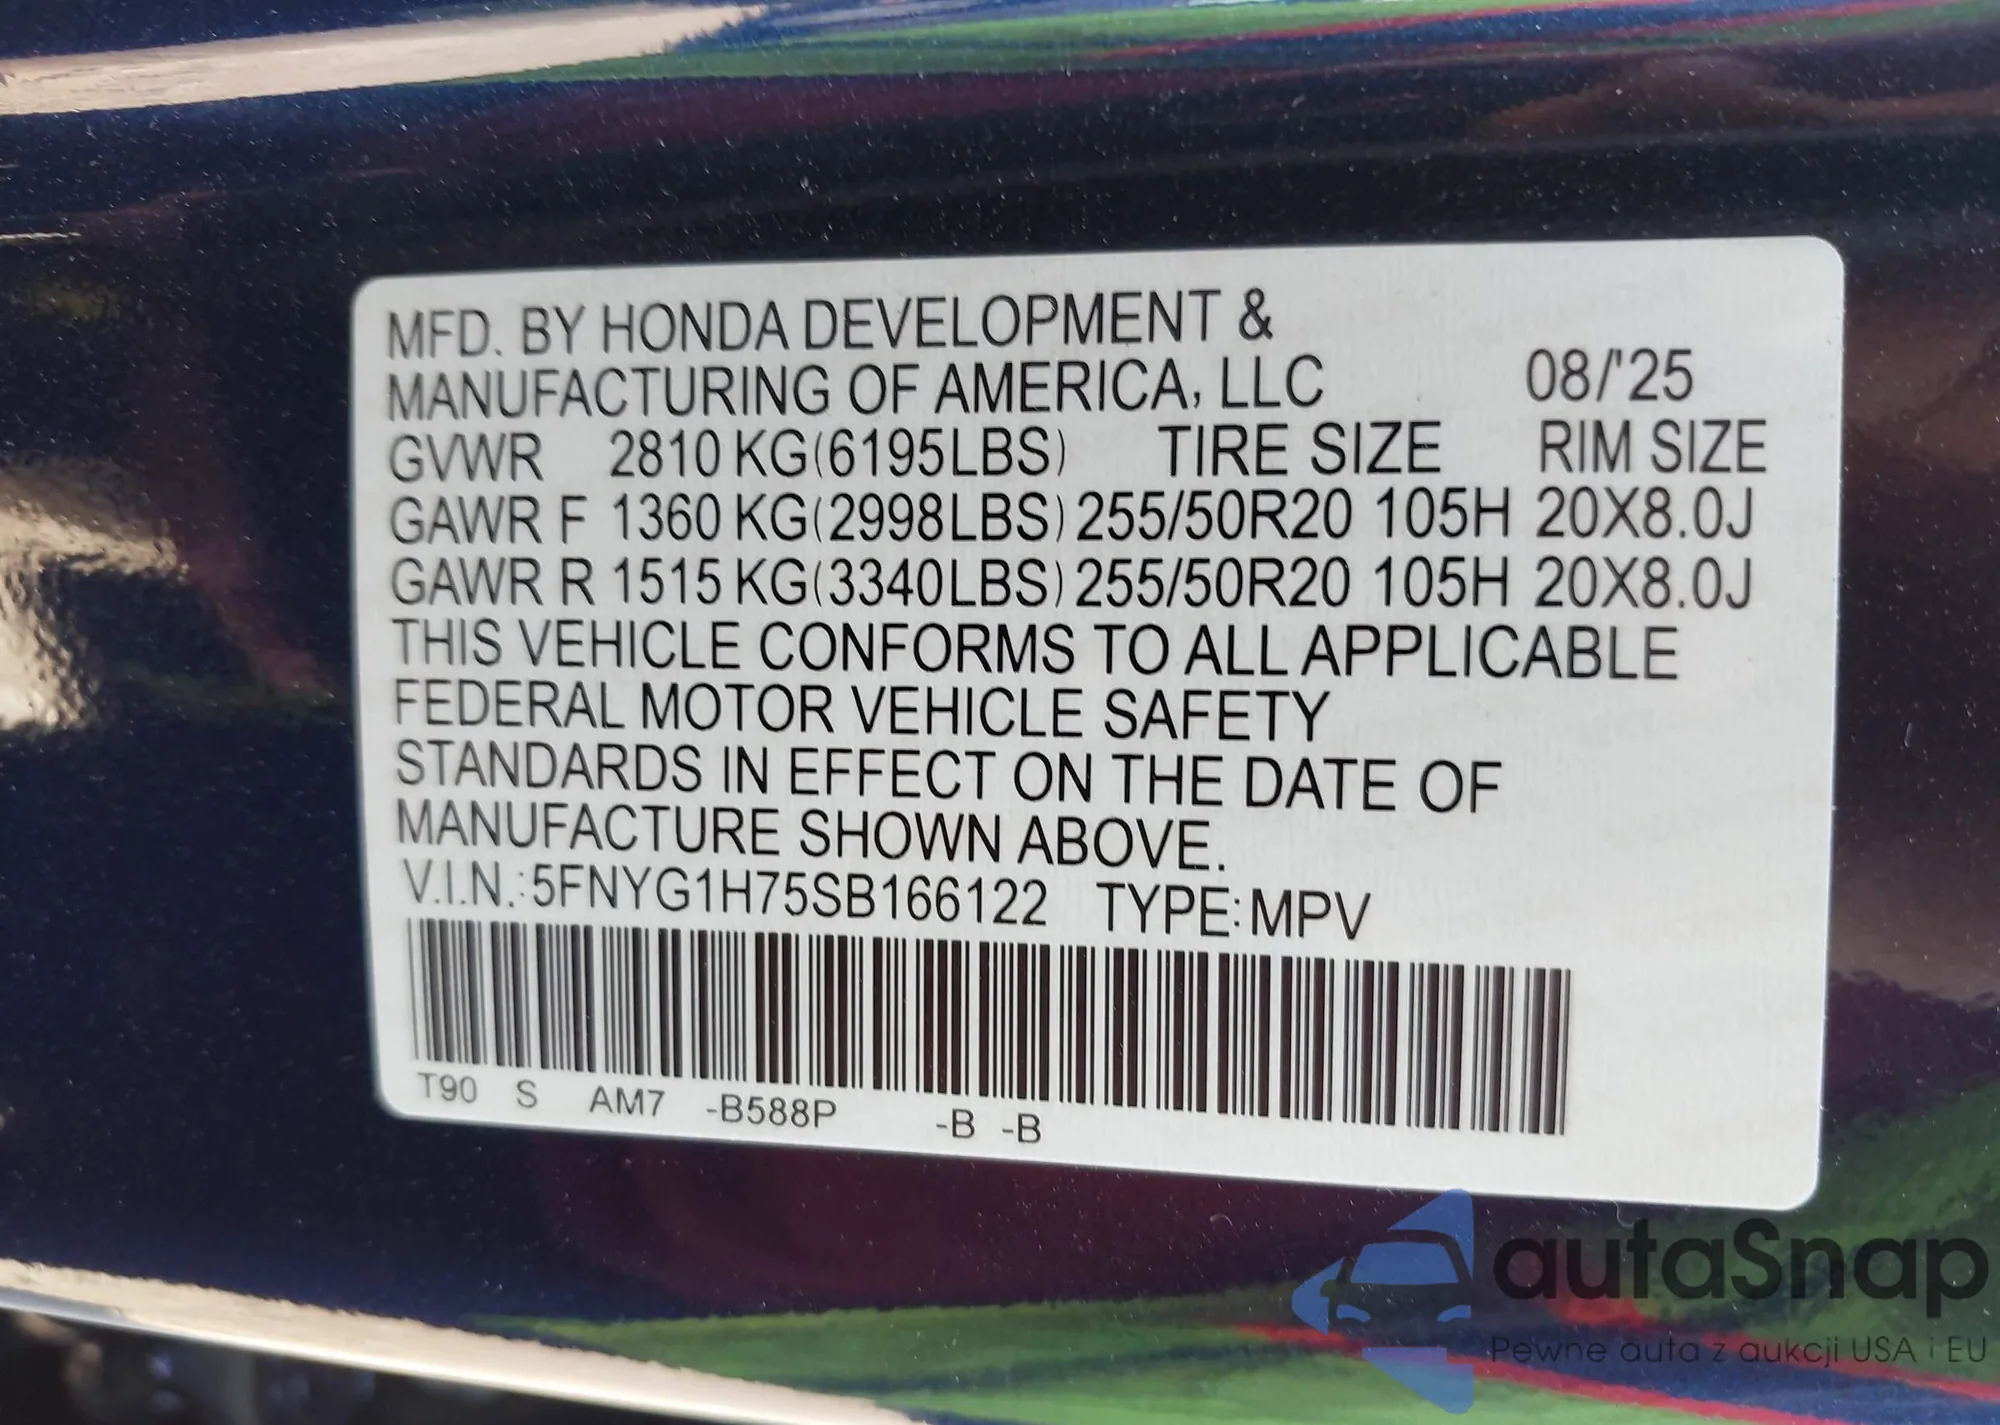 MFD. BY HONDA DEVELOPMENT &
MANUFACTURING OF AMERICA, LLC 08/'25
GVWR 2810 KG(6195LBS) TIRE SIZE RIM SIZE
GAWR F 1360 KG(2998LBS) 255/50R20 105H 20X8.0J
GAWR R 1515 KG(3340LBS) 255/50R20 105H 20X8.0J
THIS VEHICLE CONFORMS TO ALL APPLICABLE
FEDERAL MOTOR VEHICLE SAFETY
STANDARDS IN EFFECT ON THE DATE OF
MANUFACTURE SHOWN ABOVE.
V.I.N.:5FNYG1H75SB166122 TYPE:MPV
T90 S AM7 -B588P -B -B
autaSnap
Pewne auta z aukcji USA i EU